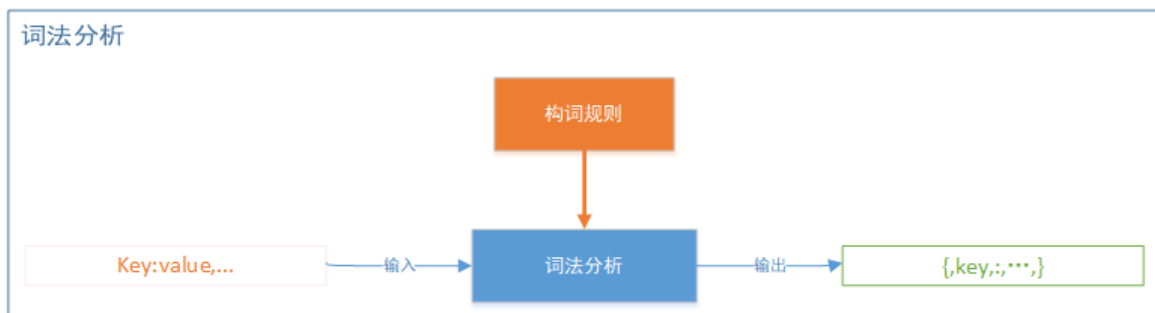 词法分析
构词规则
Key:value,...
输入
词法分析
输出
{,key,:,···,}